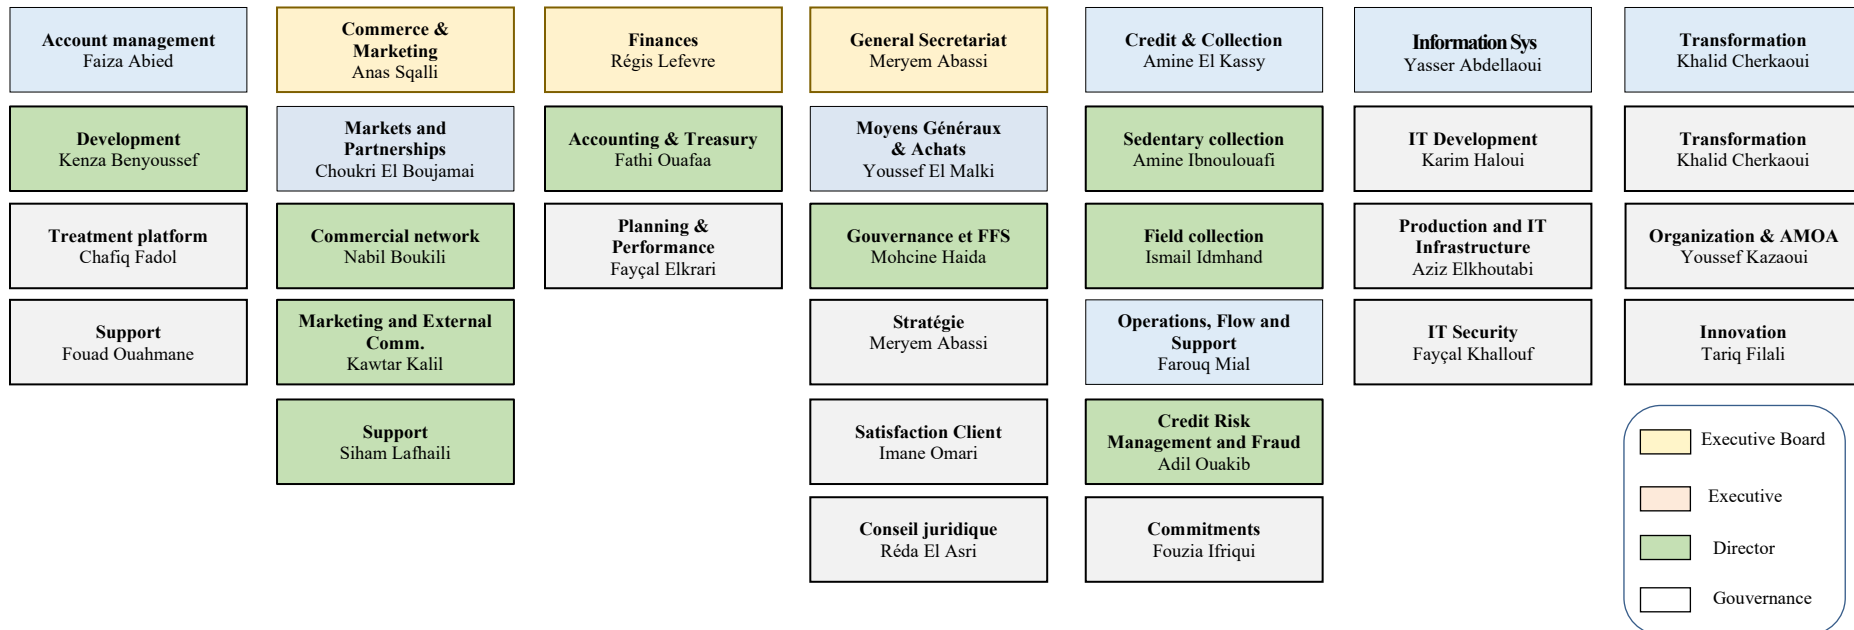 Account management
Faiza Abied
Commerce &
Marketing
Anas Sqalli
Finances
Régis Lefevre
General Secretariat
Meryem Abassi
Credit & Collection
Amine El Kassy
Information Sys
Yasser Abdellaoui
Transformation
Khalid Cherkaoui
Development
Kenza Benyoussef
Markets and
Partnerships
Choukri El Boujamai
Accounting & Treasury
Fathi Ouafaa
Moyens Généraux
& Achats
Youssef El Malki
Sedentary collection
Amine Ibnoulouafi
IT Development
Karim Haloui
Transformation
Khalid Cherkaoui
Treatment platform
Chafiq Fadol
Commercial network
Nabil Boukili
Planning &
Performance
Fayçal Elkrari
Gouvernance et FFS
Mohcine Haida
Field collection
Ismail Idmhand
Production and IT
Infrastructure
Aziz Elkhoutabi
Organization & AMOA
Youssef Kazaoui
Support
Fouad Ouahmane
Marketing and External
Comm.
Kawtar Kalil
Stratégie
Meryem Abassi
Operations, Flow and
Support
Farouq Mial
IT Security
Fayçal Khallouf
Innovation
Tariq Filali
Support
Siham Lafhaili
Satisfaction Client
Imane Omari
Credit Risk
Management and Fraud
Adil Ouakib
Conseil juridique
Réda El Asri
Commitments
Fouzia Ifriqui
Executive Board
Executive
Director
Gouvernance